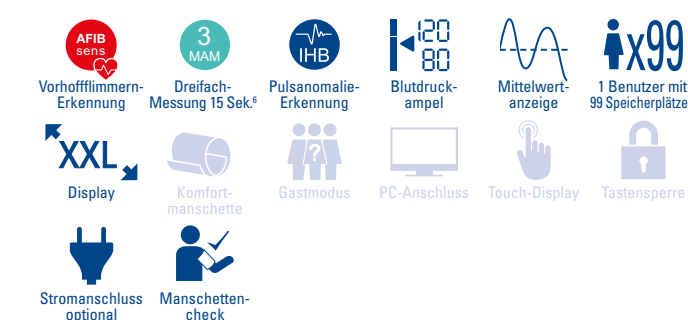 AFIB
sens
3
MAM
IHB
120
80
x99
Vorhoffflimmern-
Erkennung
Dreifach-
Messung 15 Sek.⁶
Pulsanomalie-
Erkennung
Blutdruck-
ampel
Mittelwert-
anzeige
1 Benutzer mit
99 Speicherplätze
XXL
?
Display
Komfort-
manschette
Gastmodus
PC-Anschluss
Touch-Display
Tastensperre
Stromanschluss
optional
Manschetten-
check